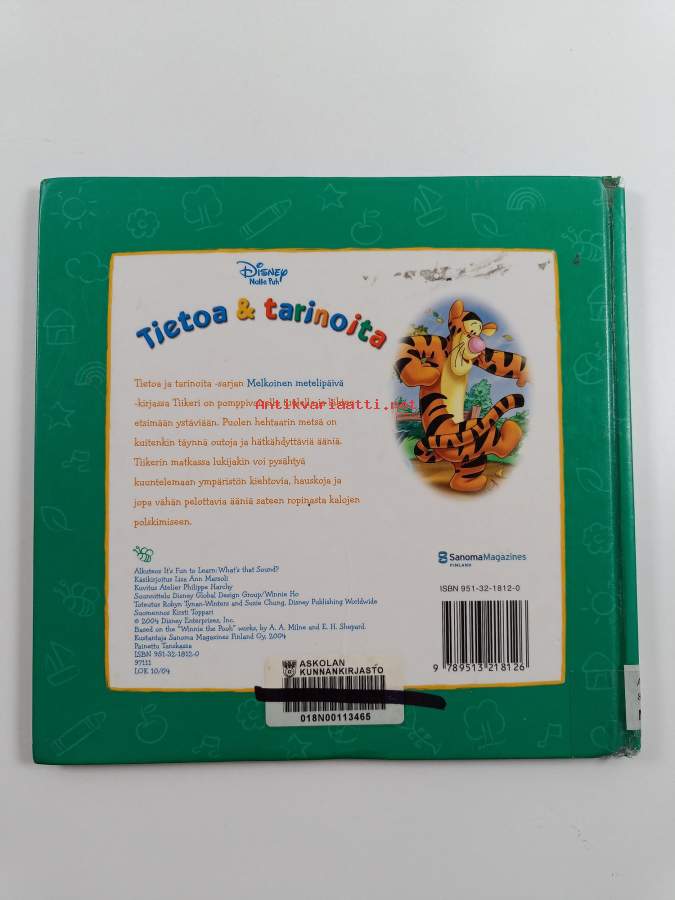 Disney
Nalle Puh
Tietoa & tarinoita
Tietoa ja tarinoita -sarjan Melkoinen metelipäivä
-kirjassa Tiikeri on
etsimään ystäviään. Puolen hehtaarin metsä on
kuitenkin täynnä outoja ja hätkähdyttäviä ääniä.
Tiikerin matkassa lukijakin voi pysähtyä
kuuntelemaan ympäristön kiehtovia, hauskoja ja
jopa vähän pelottavia ääniä sateen ropinasta kalojen
polskimiseen.
Antikvariaatti.net
Alkuteos It's Fun to Learn: What's that Sound?
Käsikirjoitus Lisa Ann Marsoli
Kuvitus Atelier Philippe Harchy
Suunnittelu Disney Global Design Group/Winnie Ho
Toteutus Robyn Tynan-Winters and Susie Chung, Disney Publishing Worldwide
Suomennos Kirsti Toppari
© 2004 Disney Enterprises, Inc.
Based on the "Winnie the Pooh" works, by A. A. Milne and E. H. Shepard.
Kustantaja Sanoma Magazines Finland Oy, 2004
Painettu Tanskassa
ISBN 951-32-1812-0
97111
LOK 10/04
SanomaMagazines
FINLAND
ISBN 951-32-1812-0
9 789513 218126
ASKOLAN
KUNNANKIRJASTO
018N00113465